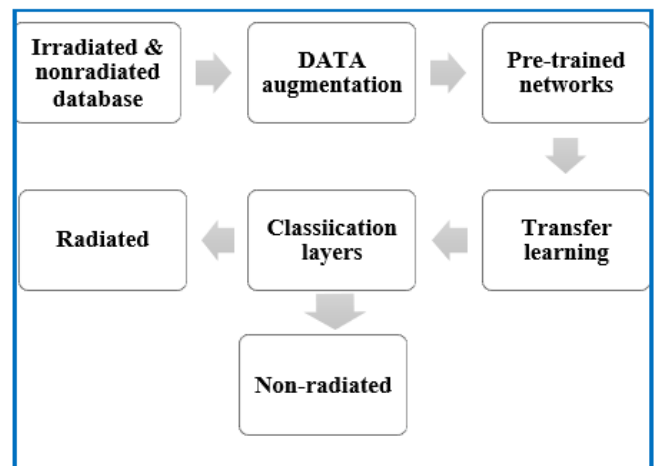 Irradiated &
nonradiated
database
DATA
augmentation
Pre-trained
networks
Transfer
learning
Classiication
layers
Radiated
Non-radiated